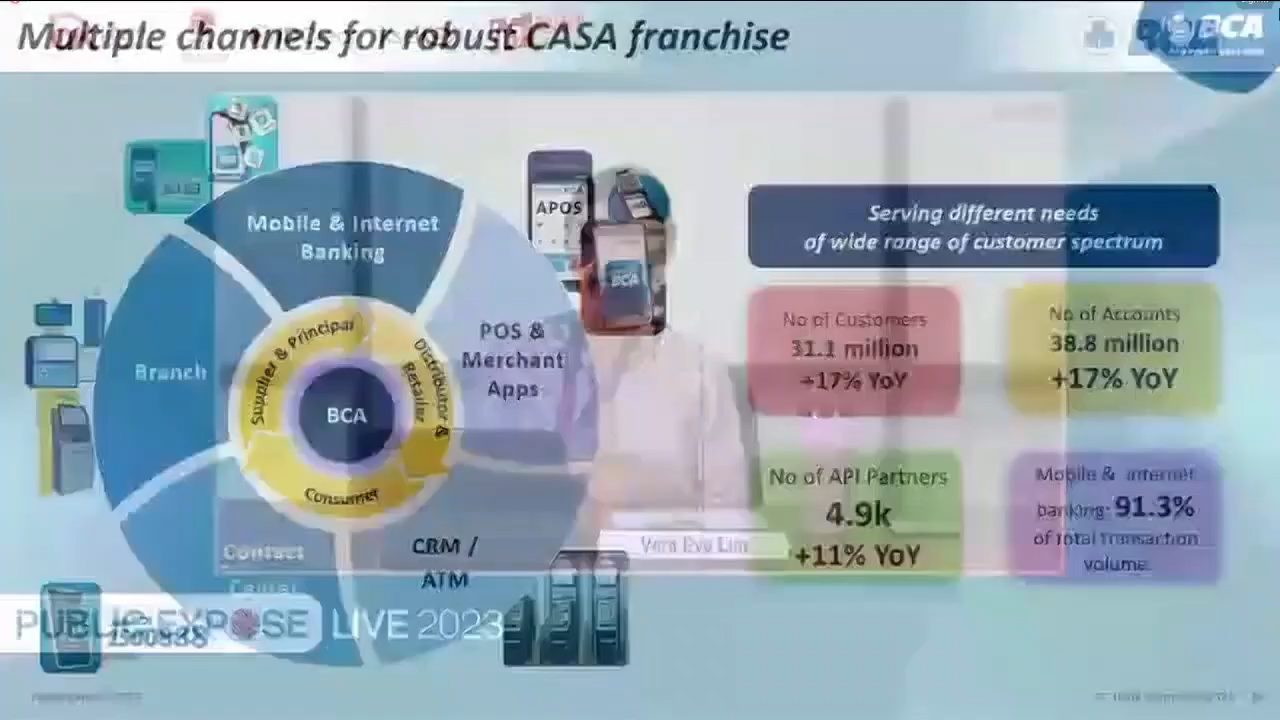 Multiple channels for robust CASA franchise
BCA
Mobile & Internet
Banking
APOS
BCA
Serving different needs
of wide range of customer spectrum
Branch
Supplier & Principal
Distributor &
Retailer
Consumer
BCA
POS &
Merchant
Apps
No of Customers
31.1 million
+17% YoY
No of Accounts
38.8 million
+17% YoY
No of API Partners
4.9k
+11% YoY
Mobile & internet
banking: 91.3%
of total transaction
volume.
Contact
Center
CRM /
ATM
Vera Eve Lim
PUBLIC EXPOSE LIVE 2023